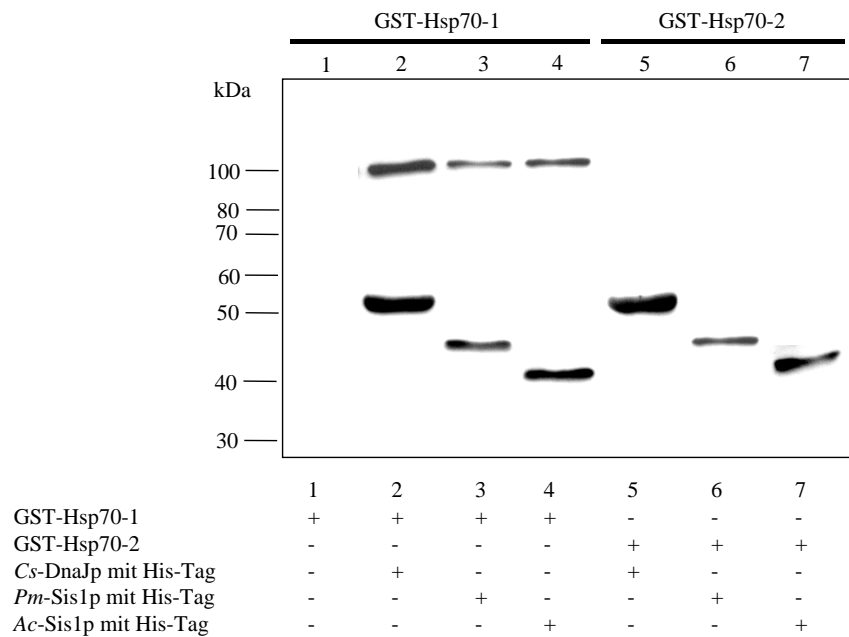 GST-Hsp70-1 GST-Hsp70-2
1 2 3 4 5 6 7
kDa
100
80
70
60
50
40
30
1 2 3 4 5 6 7
GST-Hsp70-1 + + + + - - -
GST-Hsp70-2 - - - - + + +
Cs-DnaJp mit His-Tag - + - - + - -
Pm-Sis1p mit His-Tag - - + - - + -
Ac-Sis1p mit His-Tag - - - + - - +